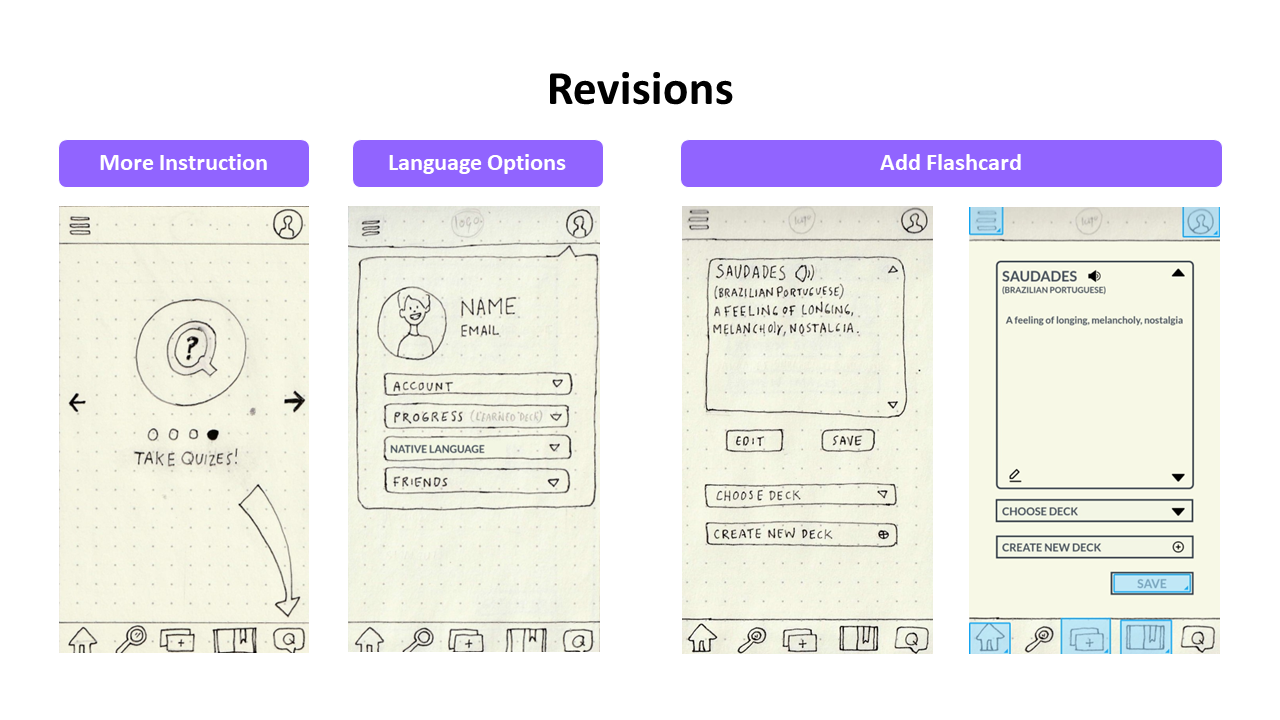 Revisions
More Instruction
Language Options
Add Flashcard
?
TAKE QUIZES!
Q
logo
NAME
EMAIL
ACCOUNT
PROGRESS (LEARNED DECK)
NATIVE LANGUAGE
FRIENDS
Q
logo
SAUDADES
(BRAZILIAN PORTUGUESE)
A FEELING OF LONGING,
MELANCHOLY, NOSTALGIA.
EDIT SAVE
CHOOSE DECK
CREATE NEW DECK
Q
logo
SAUDADES
(BRAZILIAN PORTUGUESE)
A feeling of longing, melancholy, nostalgia
CHOOSE DECK
CREATE NEW DECK
SAVE
Q